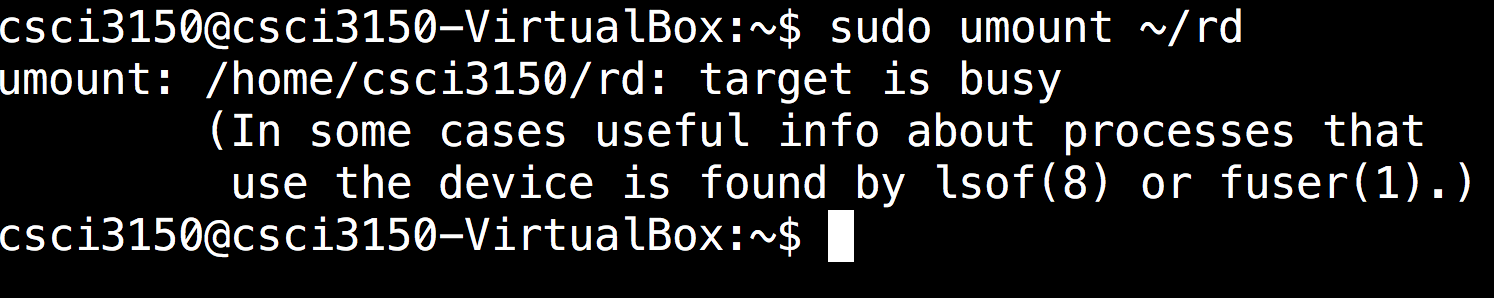 csci3150@csci3150-VirtualBox:~$ sudo umount ~/rd
umount: /home/csci3150/rd: target is busy
        (In some cases useful info about processes that
         use the device is found by lsof(8) or fuser(1).)
csci3150@csci3150-VirtualBox:~$